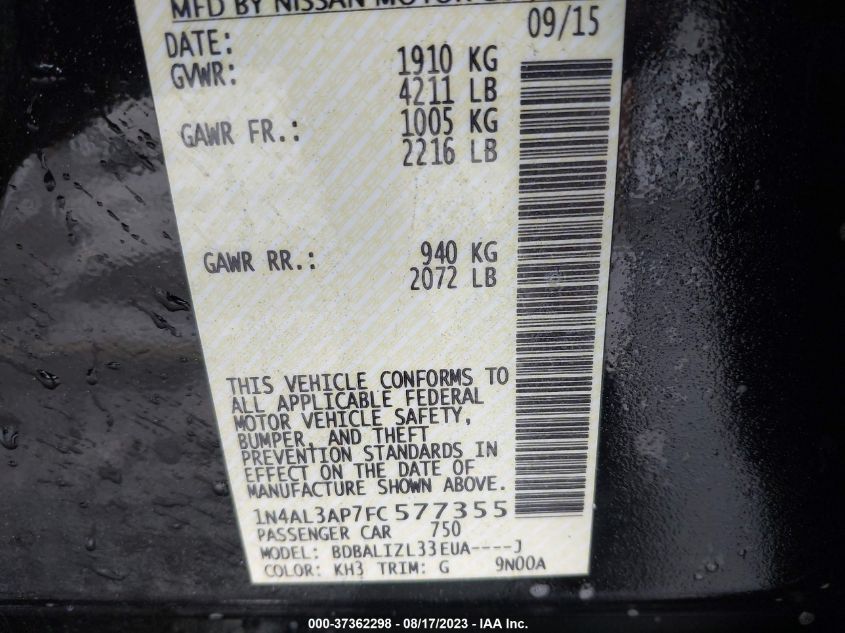 MFD BY NISSAN MOTOR
DATE: 09/15
GVWR: 1910 KG
4211 LB
GAWR FR.: 1005 KG
2216 LB
GAWR RR.: 940 KG
2072 LB
THIS VEHICLE CONFORMS TO
ALL APPLICABLE FEDERAL
MOTOR VEHICLE SAFETY,
BUMPER, AND THEFT
PREVENTION STANDARDS IN
EFFECT ON THE DATE OF
MANUFACTURE SHOWN ABOVE.
1N4AL3AP7FC577355
PASSENGER CAR 750
MODEL: BDBALIZL33EUA----J
COLOR: KH3 TRIM: G 9N00A
000-37362298 - 08/17/2023 - IAA Inc.